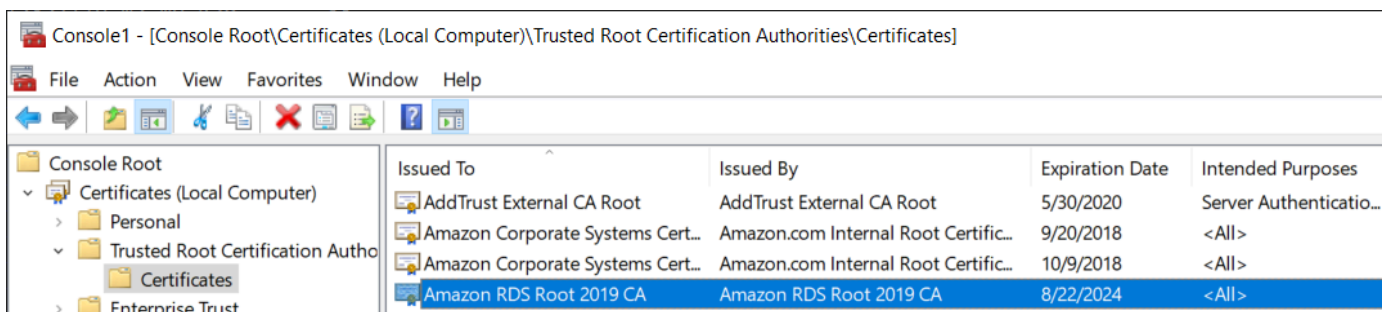 Console1 - [Console Root\Certificates (Local Computer)\Trusted Root Certification Authorities\Certificates]
File Action View Favorites Window Help
Console Root
Certificates (Local Computer)
Personal
Trusted Root Certification Autho
Certificates
Enterprise Trust
Issued To Issued By Expiration Date Intended Purposes
AddTrust External CA Root AddTrust External CA Root 5/30/2020 Server Authenticatio...
Amazon Corporate Systems Cert... Amazon.com Internal Root Certific... 9/20/2018 <All>
Amazon Corporate Systems Cert... Amazon.com Internal Root Certific... 10/9/2018 <All>
Amazon RDS Root 2019 CA Amazon RDS Root 2019 CA 8/22/2024 <All>